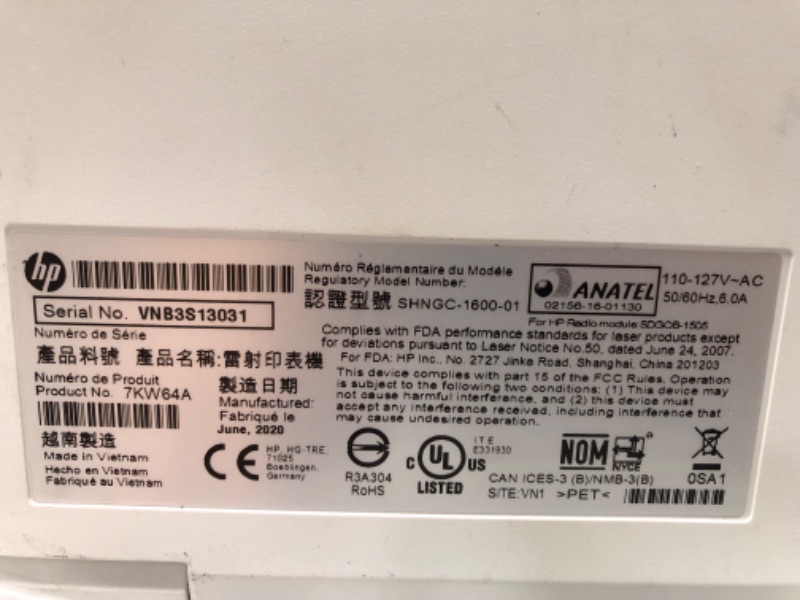 hp
Serial No. VNB3S13031
Numéro de Série
產品料號 產品名稱:雷射印表機
Numéro de Produit
Product No. 7KW64A
製造日期
Manufactured:
Fabriqué le
June, 2020
越南製造
Made in Vietnam
Hecho en Vietnam
Fabriqué au Vietnam
Numéro Réglementaire du Modèle
Regulatory Model Number:
認證型號 SHNGC-1600-01
ANATEL
02156-16-01130
For HP Radio module SDGOB-1505
110-127V~AC
50/60Hz,6.0A
Complies with FDA performance standards for laser products except
for deviations pursuant to Laser Notice No.50, dated June 24, 2007.
For FDA: HP Inc., No. 2727 Jinke Road, Shanghai, China 201203
This device complies with part 15 of the FCC Rules. Operation
is subject to the following two conditions: (1) This device may
not cause harmful interference, and (2) this device must
accept any interference received, including interference that
may cause undesired operation.
CE
HP, HQ-TRE,
71025
Boeblingen,
Germany
R3A304
RoHS
C UL US
LISTED
ITE
E331930
NOM
NYCE
CAN ICES-3 (B)/NMB-3(B)
S/TE:VN1 >PET<
0SA1